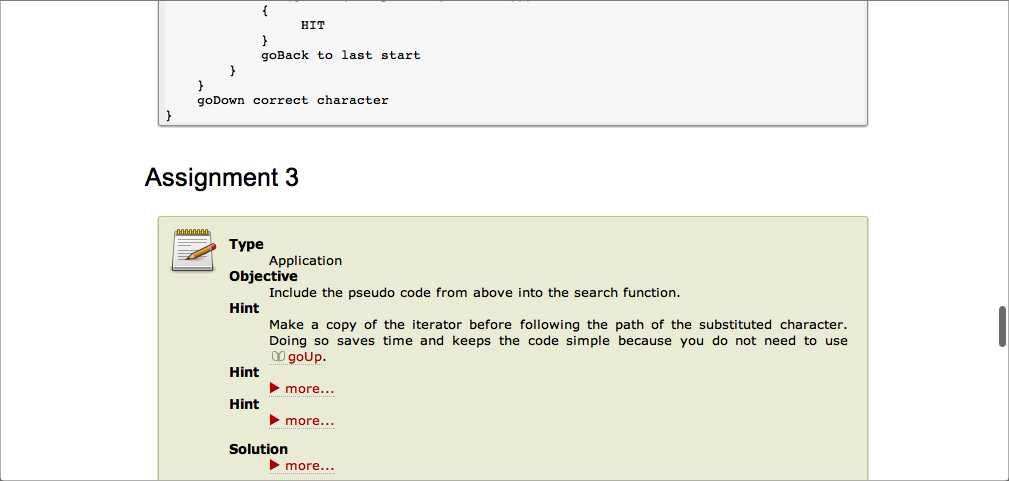 {
HIT
}
goBack to last start
}
}
goDown correct character
}
Assignment 3
Type
Application
Objective
Include the pseudo code from above into the search function.
Hint
Make a copy of the iterator before following the path of the substituted character.
Doing so saves time and keeps the code simple because you do not need to use
goUp.
Hint
more...
Hint
more...
Solution
more...